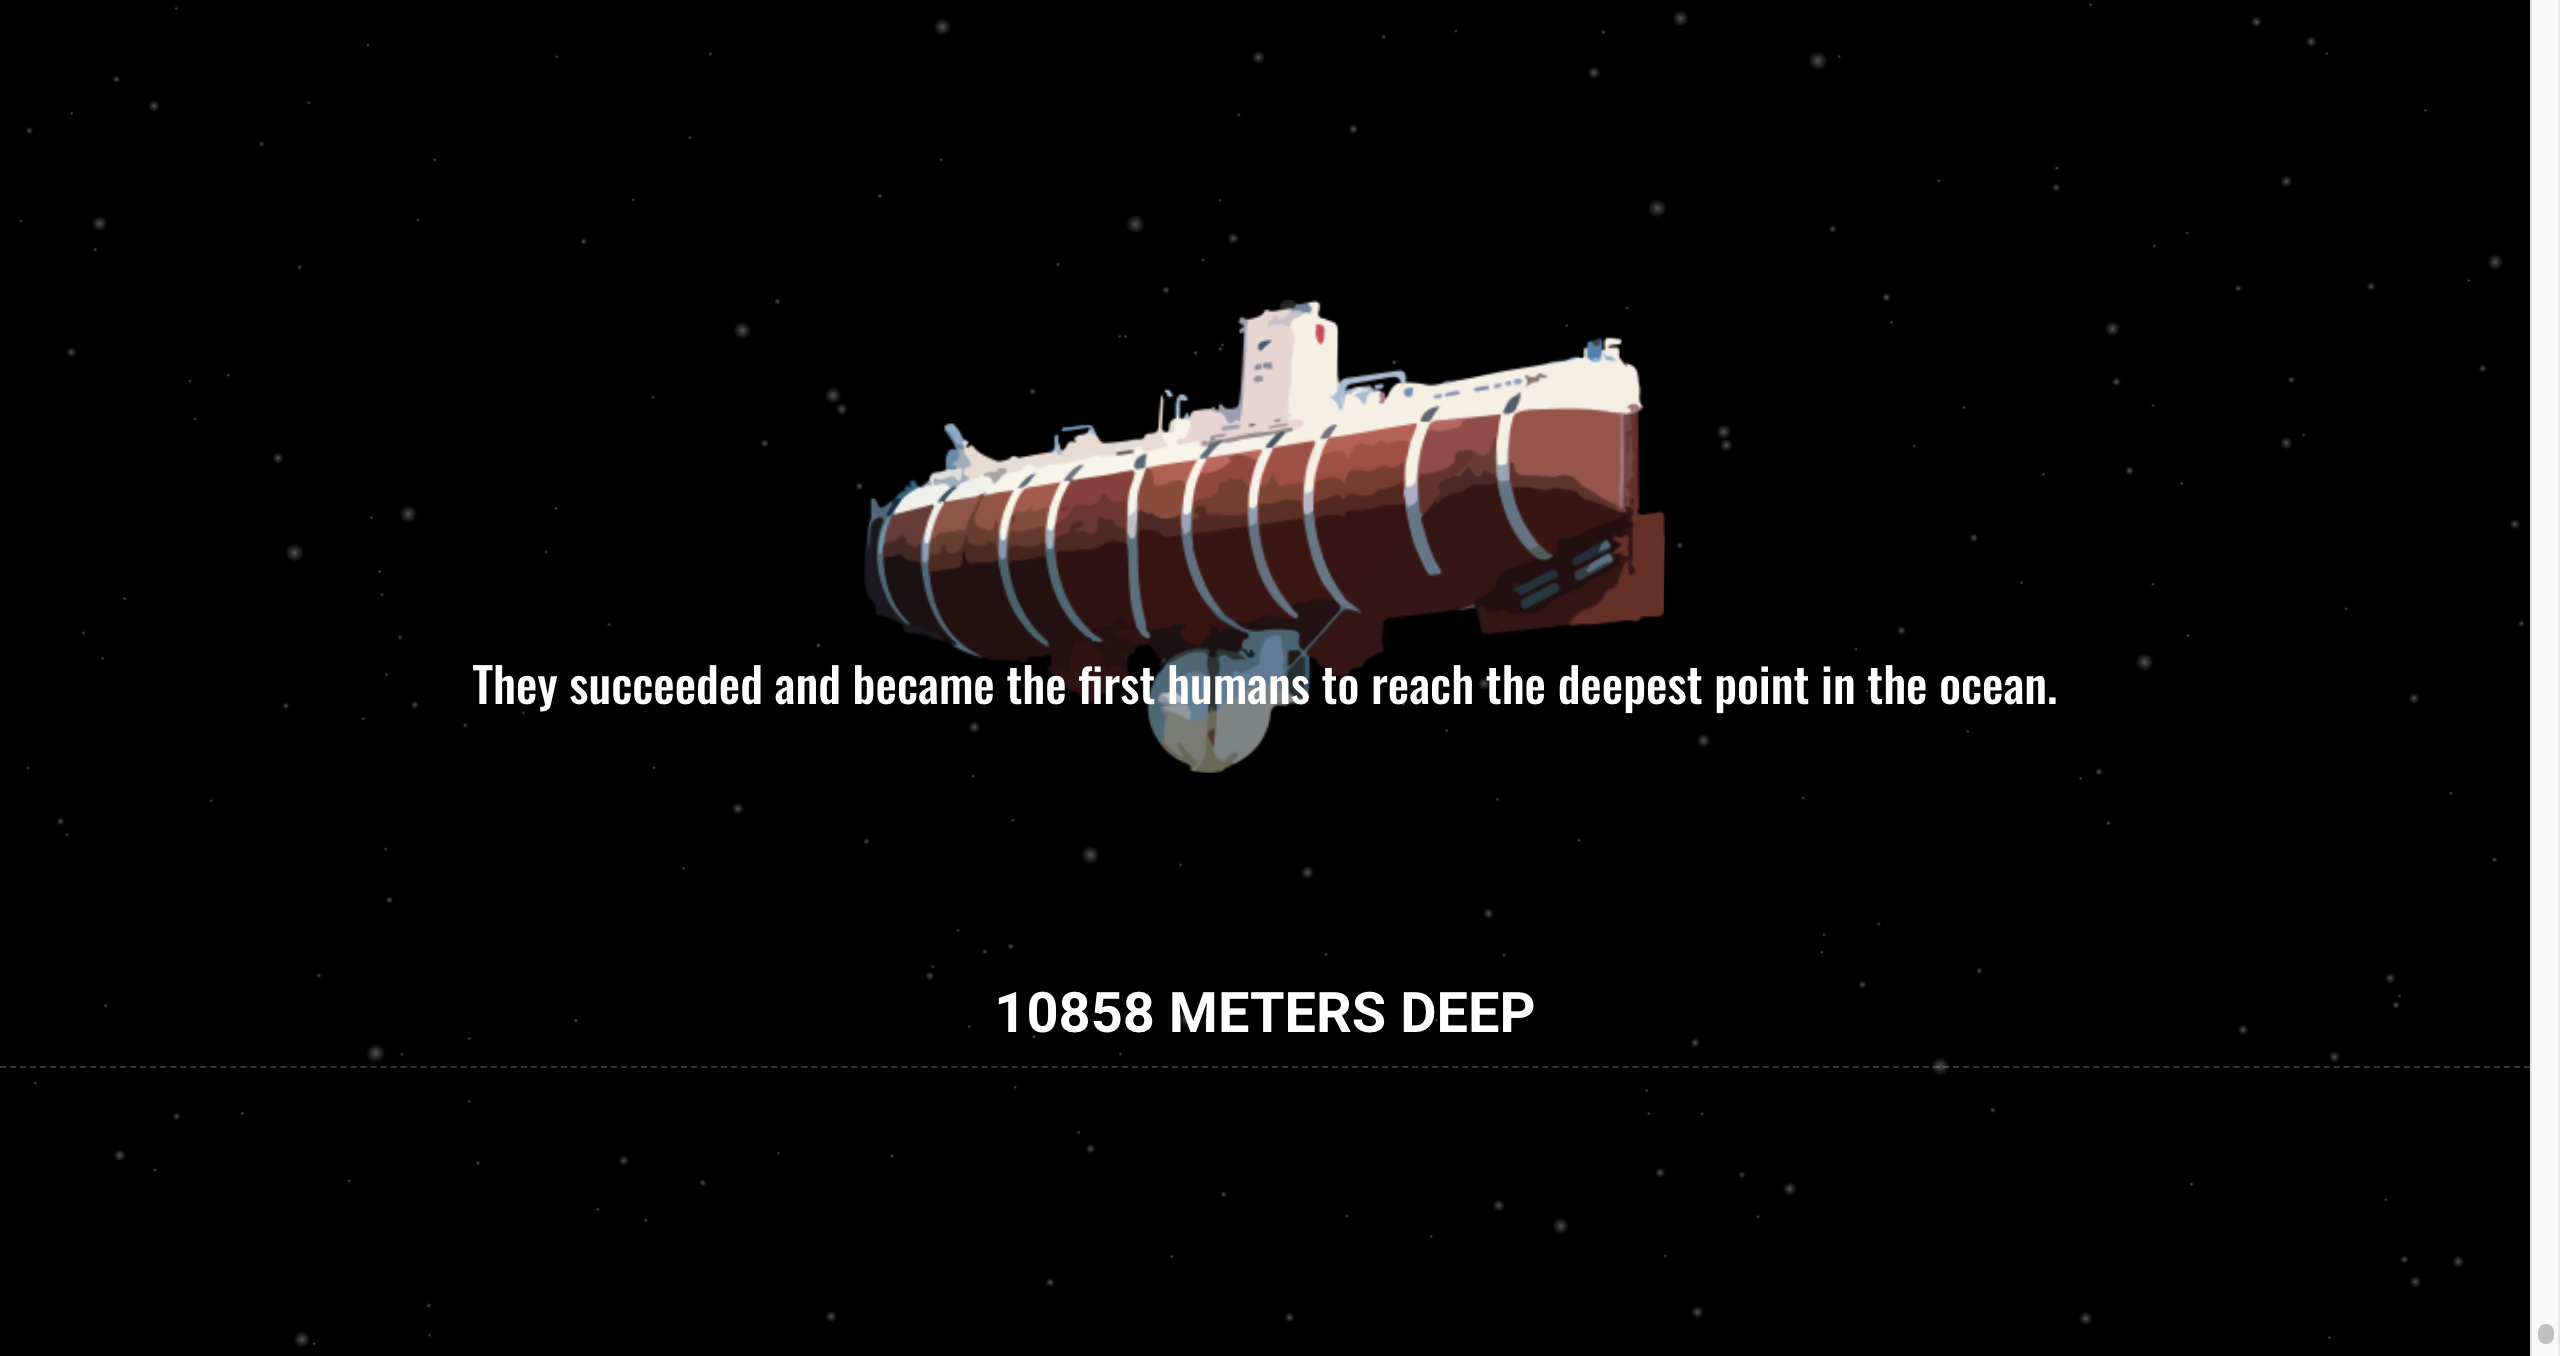 They succeeded and became the first humans to reach the deepest point in the ocean.
10858 METERS DEEP